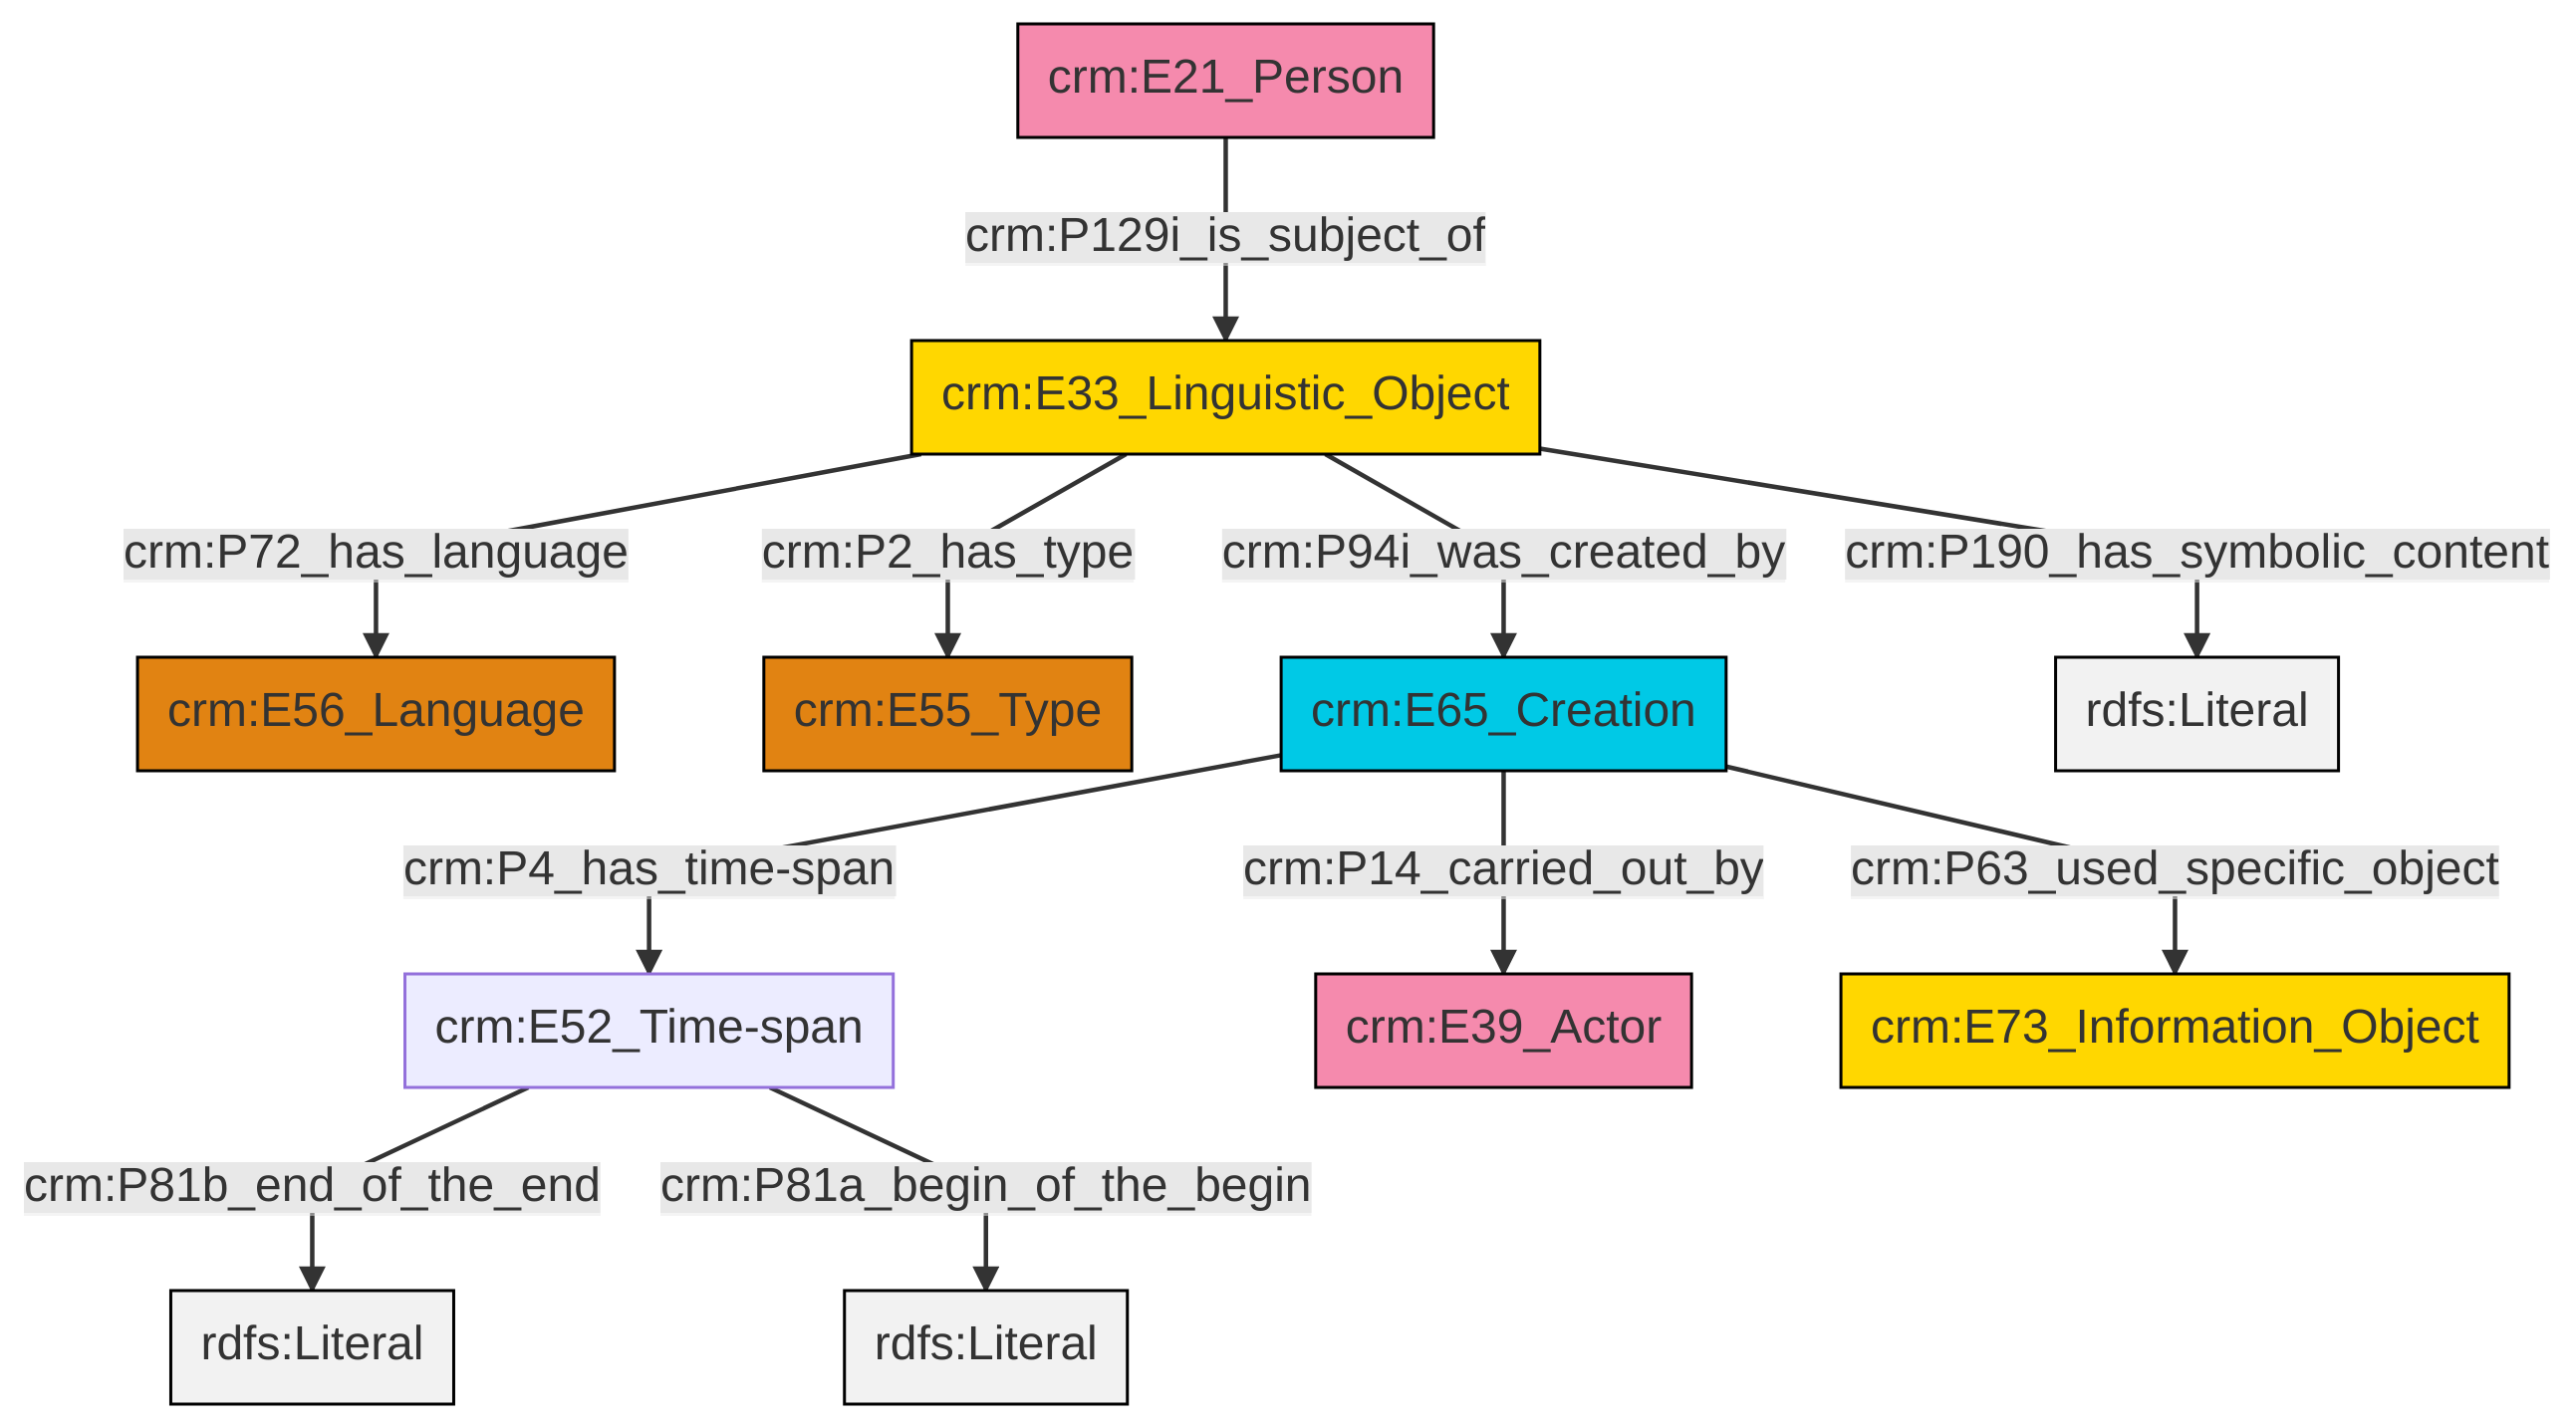 crm:E21_Person
crm:P129i_is_subject_of
crm:E33_Linguistic_Object
crm:P72_has_language
crm:P2_has_type
crm:P94i_was_created_by
crm:P190_has_symbolic_content
crm:E56_Language
crm:E55_Type
crm:E65_Creation
rdfs:Literal
crm:P4_has_time-span
crm:P14_carried_out_by
crm:P63_used_specific_object
crm:E52_Time-span
crm:E39_Actor
crm:E73_Information_Object
crm:P81b_end_of_the_end
crm:P81a_begin_of_the_begin
rdfs:Literal
rdfs:Literal